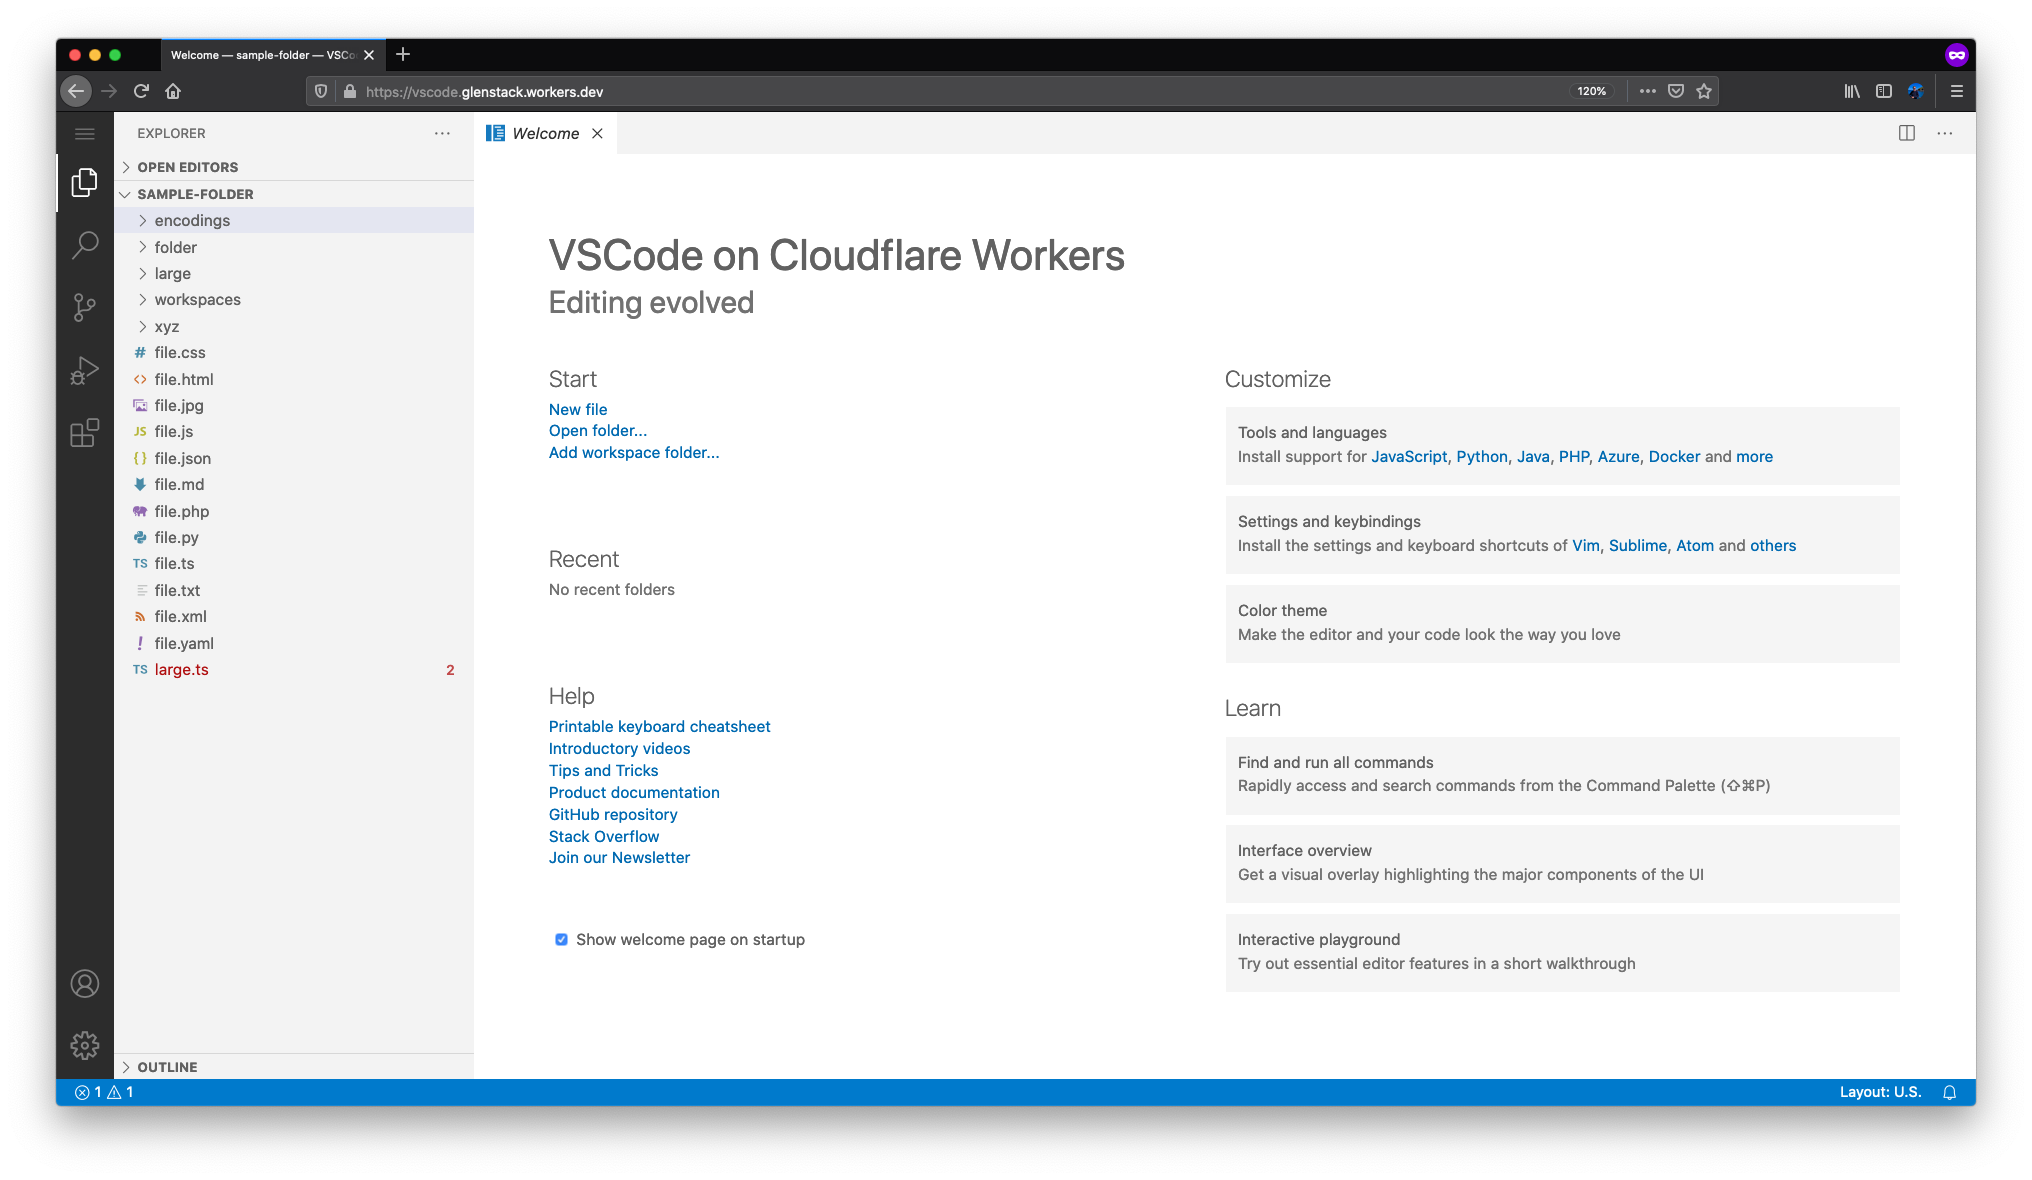 Welcome — sample-folder — VSCo
https://vscode.glenstack.workers.dev
120%
EXPLORER
OPEN EDITORS
SAMPLE-FOLDER
encodings
folder
large
workspaces
xyz
# file.css
<> file.html
file.jpg
JS file.js
{} file.json
file.md
file.php
file.py
TS file.ts
file.txt
file.xml
! file.yaml
TS large.ts 2
OUTLINE
Welcome
VSCode on Cloudflare Workers
Editing evolved
Start
New file
Open folder...
Add workspace folder...
Recent
No recent folders
Help
Printable keyboard cheatsheet
Introductory videos
Tips and Tricks
Product documentation
GitHub repository
Stack Overflow
Join our Newsletter
Show welcome page on startup
Customize
Tools and languages
Install support for JavaScript, Python, Java, PHP, Azure, Docker and more
Settings and keybindings
Install the settings and keyboard shortcuts of Vim, Sublime, Atom and others
Color theme
Make the editor and your code look the way you love
Learn
Find and run all commands
Rapidly access and search commands from the Command Palette (⇧⌘P)
Interface overview
Get a visual overlay highlighting the major components of the UI
Interactive playground
Try out essential editor features in a short walkthrough
1 1
Layout: U.S.